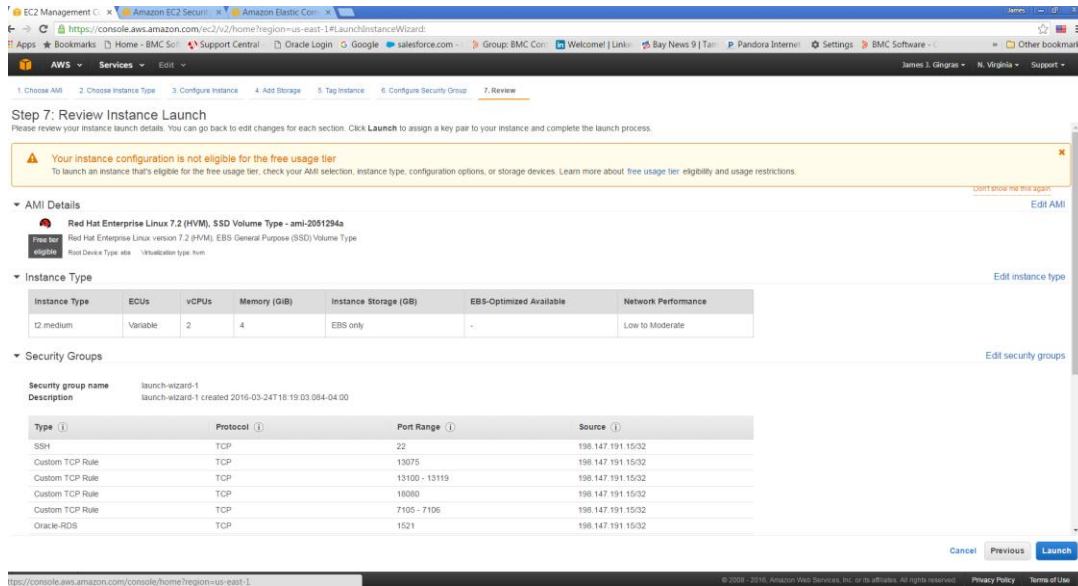 EC2 Management C
Amazon EC2 Securit
Amazon Elastic Com
James
https://console.aws.amazon.com/ec2/v2/home?region=us-east-1#LaunchInstanceWizard:
Apps Bookmarks Home - BMC Sof Support Central Oracle Login Google salesforce.com - Group: BMC Con Welcome! | Linke Bay News 9 | Tam Pandora Internet Settings BMC Software - C » Other bookmark
AWS Services Edit James J. Gingras N. Virginia Support
1. Choose AMI 2. Choose Instance Type 3. Configure Instance 4. Add Storage 5. Tag Instance 6. Configure Security Group 7. Review
Step 7: Review Instance Launch
Please review your instance launch details. You can go back to edit changes for each section. Click Launch to assign a key pair to your instance and complete the launch process.
Your instance configuration is not eligible for the free usage tier
To launch an instance that's eligible for the free usage tier, check your AMI selection, instance type, configuration options, or storage devices. Learn more about free usage tier eligibility and usage restrictions.
Don't show me this again
AMI Details Edit AMI
Red Hat Enterprise Linux 7.2 (HVM), SSD Volume Type - ami-2051294a
Free tier eligible
Red Hat Enterprise Linux version 7.2 (HVM), EBS General Purpose (SSD) Volume Type
Root Device Type: ebs Virtualization type: hvm
Instance Type Edit instance type
Instance Type ECUs vCPUs Memory (GiB) Instance Storage (GB) EBS-Optimized Available Network Performance
t2.medium Variable 2 4 EBS only - Low to Moderate
Security Groups Edit security groups
Security group name launch-wizard-1
Description launch-wizard-1 created 2016-03-24T18:19:03.084-04:00
Type Protocol Port Range Source
SSH TCP 22 198.147.191.15/32
Custom TCP Rule TCP 13075 198.147.191.15/32
Custom TCP Rule TCP 13100 - 13119 198.147.191.15/32
Custom TCP Rule TCP 18080 198.147.191.15/32
Custom TCP Rule TCP 7105 - 7106 198.147.191.15/32
Oracle-RDS TCP 1521 198.147.191.15/32
Cancel Previous Launch
ttps://console.aws.amazon.com/console/home?region=us-east-1
© 2008 - 2016, Amazon Web Services, Inc. or its affiliates. All rights reserved. Privacy Policy Terms of Use